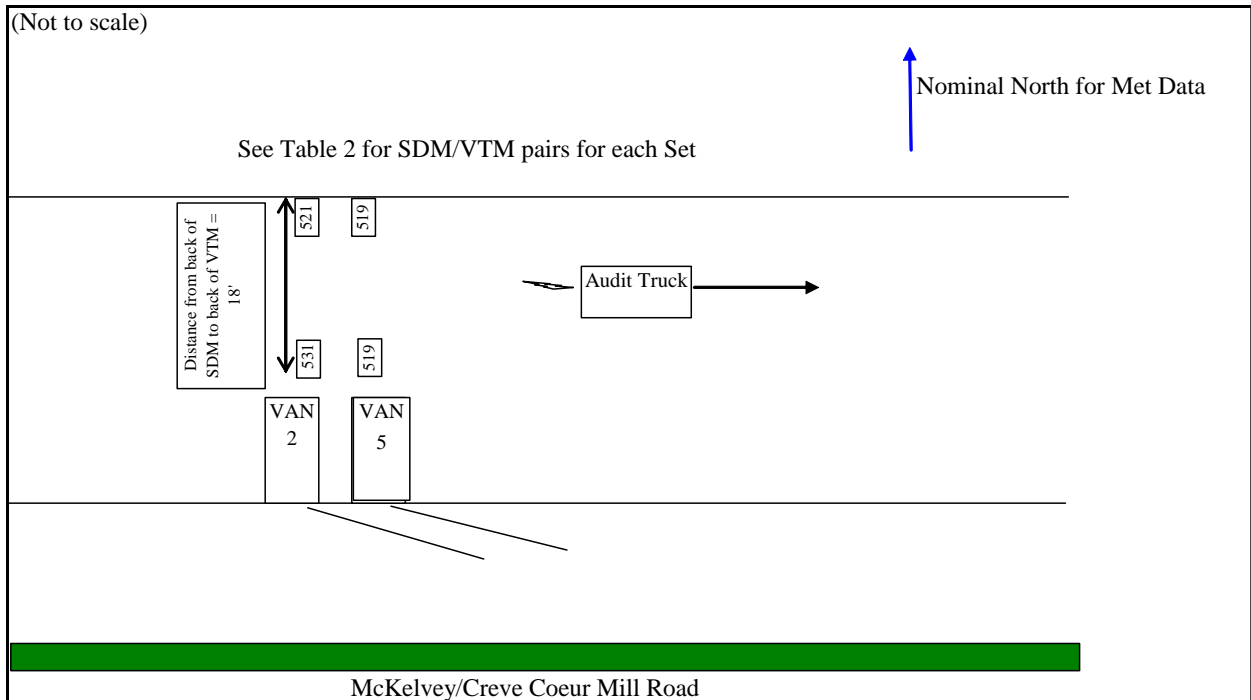 (Not to scale)
Nominal North for Met Data
See Table 2 for SDM/VTM pairs for each Set
Distance from back of
SDM to back of VTM =
18'
521
519
Audit Truck
531
519
VAN
2
VAN
5
McKelvey/Creve Coeur Mill Road